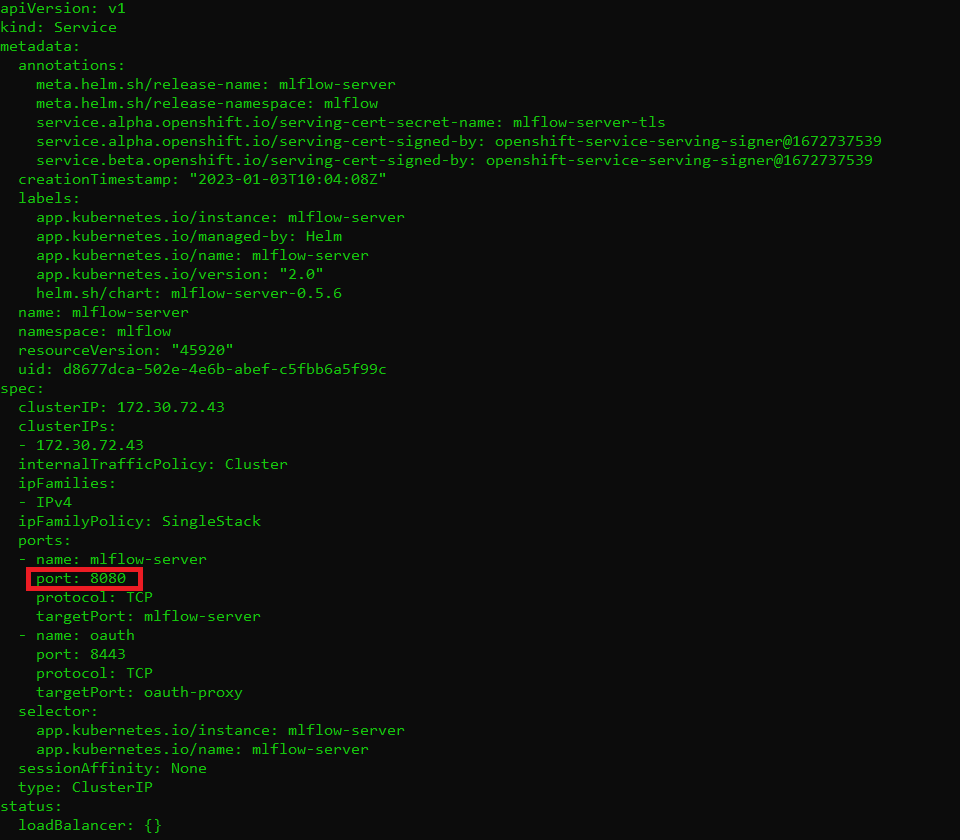 apiVersion: v1
kind: Service
metadata:
  annotations:
    meta.helm.sh/release-name: mlflow-server
    meta.helm.sh/release-namespace: mlflow
    service.alpha.openshift.io/serving-cert-secret-name: mlflow-server-tls
    service.alpha.openshift.io/serving-cert-signed-by: openshift-service-serving-signer@1672737539
    service.beta.openshift.io/serving-cert-signed-by: openshift-service-serving-signer@1672737539
  creationTimestamp: "2023-01-03T10:04:08Z"
  labels:
    app.kubernetes.io/instance: mlflow-server
    app.kubernetes.io/managed-by: Helm
    app.kubernetes.io/name: mlflow-server
    app.kubernetes.io/version: "2.0"
    helm.sh/chart: mlflow-server-0.5.6
  name: mlflow-server
  namespace: mlflow
  resourceVersion: "45920"
  uid: d8677dca-502e-4e6b-abef-c5fbb6a5f99c
spec:
  clusterIP: 172.30.72.43
  clusterIPs:
  - 172.30.72.43
  internalTrafficPolicy: Cluster
  ipFamilies:
  - IPv4
  ipFamilyPolicy: SingleStack
  ports:
  - name: mlflow-server
    port: 8080
    protocol: TCP
    targetPort: mlflow-server
  - name: oauth
    port: 8443
    protocol: TCP
    targetPort: oauth-proxy
  selector:
    app.kubernetes.io/instance: mlflow-server
    app.kubernetes.io/name: mlflow-server
  sessionAffinity: None
  type: ClusterIP
status:
  loadBalancer: {}